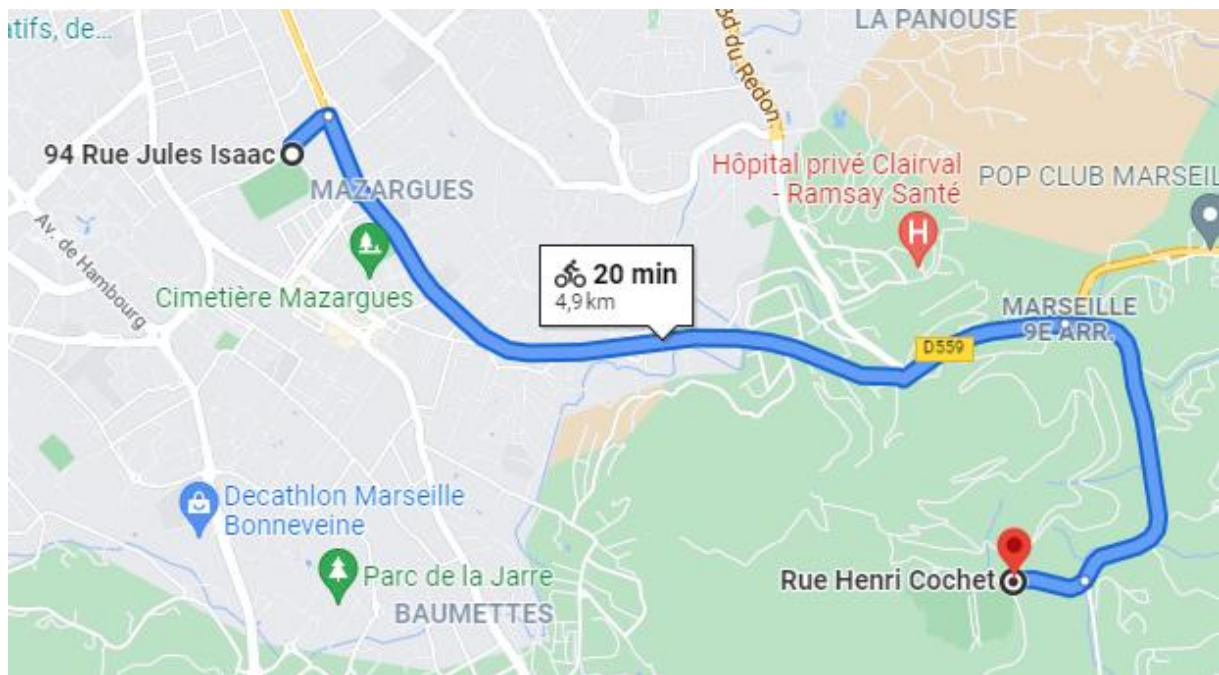 LA PANOUSE
atifs, de...
Bd du Redon
94 Rue Jules Isaac
MAZARGUES
Hôpital privé Clairval
- Ramsay Santé
POP CLUB MARSEIL
H
Av. de Hambourg
20 min
4,9 km
Cimetière Mazargues
MARSEILLE
9E ARR.
D559
Decathlon Marseille
Bonneveine
Parc de la Jarre
BAUMETTES
Rue Henri Cochet